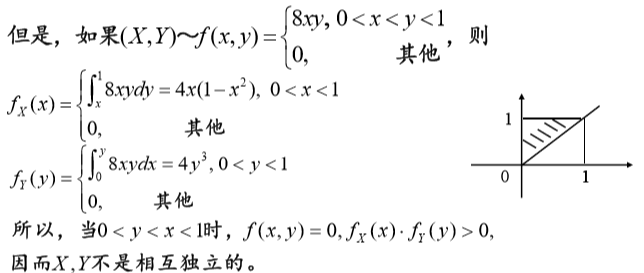 但是，如果(X,Y)～f(x,y)={8xy, 0<x<y<1
0, 其他，则
f_X(x)={∫_x^1 8xydy=4x(1−x²), 0<x<1
0, 其他
f_Y(y)={∫_0^y 8xydx=4y³, 0<y<1
0, 其他
1
0 1
所以，当0<y<x<1时，f(x,y)=0, f_X(x)·f_Y(y)>0,
因而X,Y不是相互独立的。